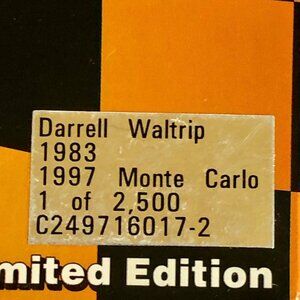 Darrell Waltrip
1983
1997 Monte Carlo
1 of 2,500
C249716017-2
mited Edition